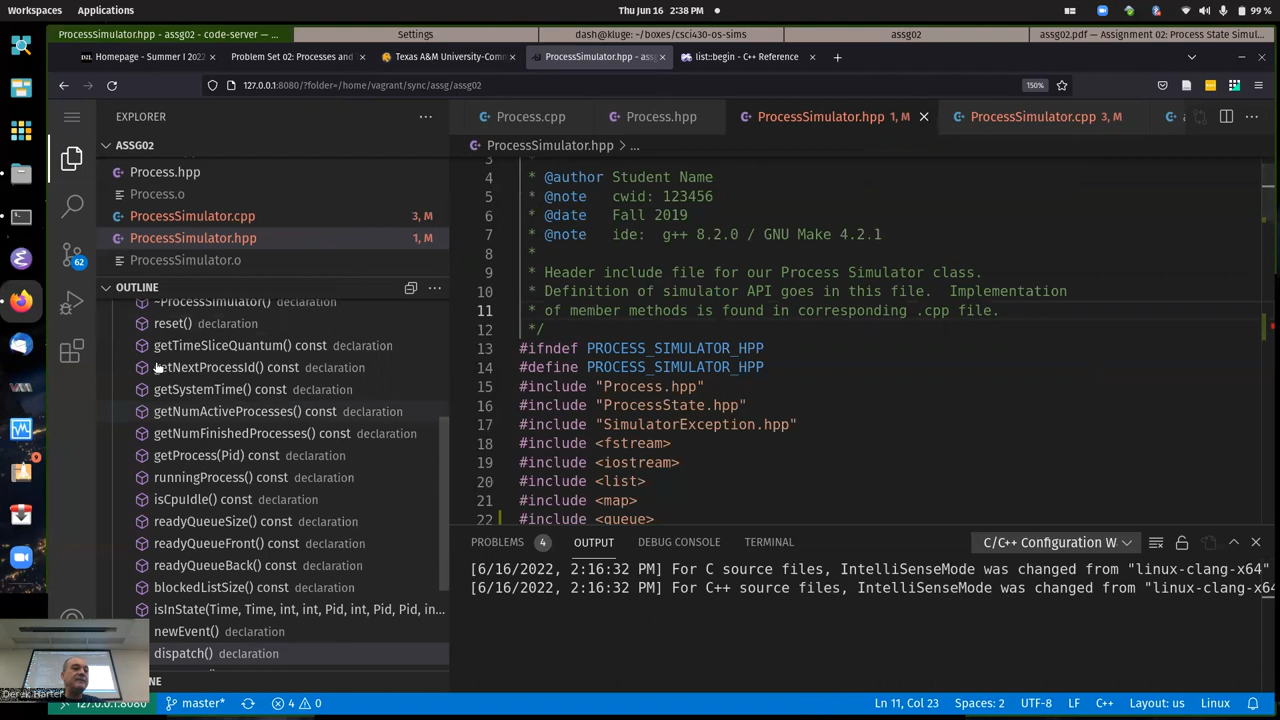 Workspaces Applications Thu Jun 16 2:38 PM 99 %
ProcessSimulator.hpp - assg02 - code-server — Settings dash@kluge: ~/boxes/csci430-os-sims assg02 assg02.pdf — Assignment 02: Process State Simul...
Homepage - Summer I 2022 Problem Set 02: Processes and Texas A&M University-Comm ProcessSimulator.hpp - assg list::begin - C++ Reference
127.0.0.1:8080/?folder=/home/vagrant/sync/assg/assg02 150%
EXPLORER
ASSG02
Process.hpp
Process.o
ProcessSimulator.cpp 3, M
ProcessSimulator.hpp 1, M
ProcessSimulator.o
62
9
OUTLINE
~ProcessSimulator() declaration
reset() declaration
getTimeSliceQuantum() const declaration
getNextProcessId() const declaration
getSystemTime() const declaration
getNumActiveProcesses() const declaration
getNumFinishedProcesses() const declaration
getProcess(Pid) const declaration
runningProcess() const declaration
isCpuIdle() const declaration
readyQueueSize() const declaration
readyQueueFront() const declaration
readyQueueBack() const declaration
blockedListSize() const declaration
isInState(Time, Time, int, int, Pid, int, Pid, Pid, in...
newEvent() declaration
dispatch() declaration
Process.cpp Process.hpp ProcessSimulator.hpp 1, M ProcessSimulator.cpp 3, M
ProcessSimulator.hpp > ...
3
4 * @author Student Name
5 * @note cwid: 123456
6 * @date Fall 2019
7 * @note ide: g++ 8.2.0 / GNU Make 4.2.1
8 *
9 * Header include file for our Process Simulator class.
10 * Definition of simulator API goes in this file. Implementation
11 * of member methods is found in corresponding .cpp file.
12 */
13 #ifndef PROCESS_SIMULATOR_HPP
14 #define PROCESS_SIMULATOR_HPP
15 #include "Process.hpp"
16 #include "ProcessState.hpp"
17 #include "SimulatorException.hpp"
18 #include <fstream>
19 #include <iostream>
20 #include <list>
21 #include <map>
22 #include <queue>
PROBLEMS 4 OUTPUT DEBUG CONSOLE TERMINAL C/C++ Configuration W
[6/16/2022, 2:16:32 PM] For C source files, IntelliSenseMode was changed from "linux-clang-x64"
[6/16/2022, 2:16:32 PM] For C++ source files, IntelliSenseMode was changed from "linux-clang-x64
Derek Harter
127.0.0.1:8080 master* 4 0 Ln 11, Col 23 Spaces: 2 UTF-8 LF C++ Layout: us Linux